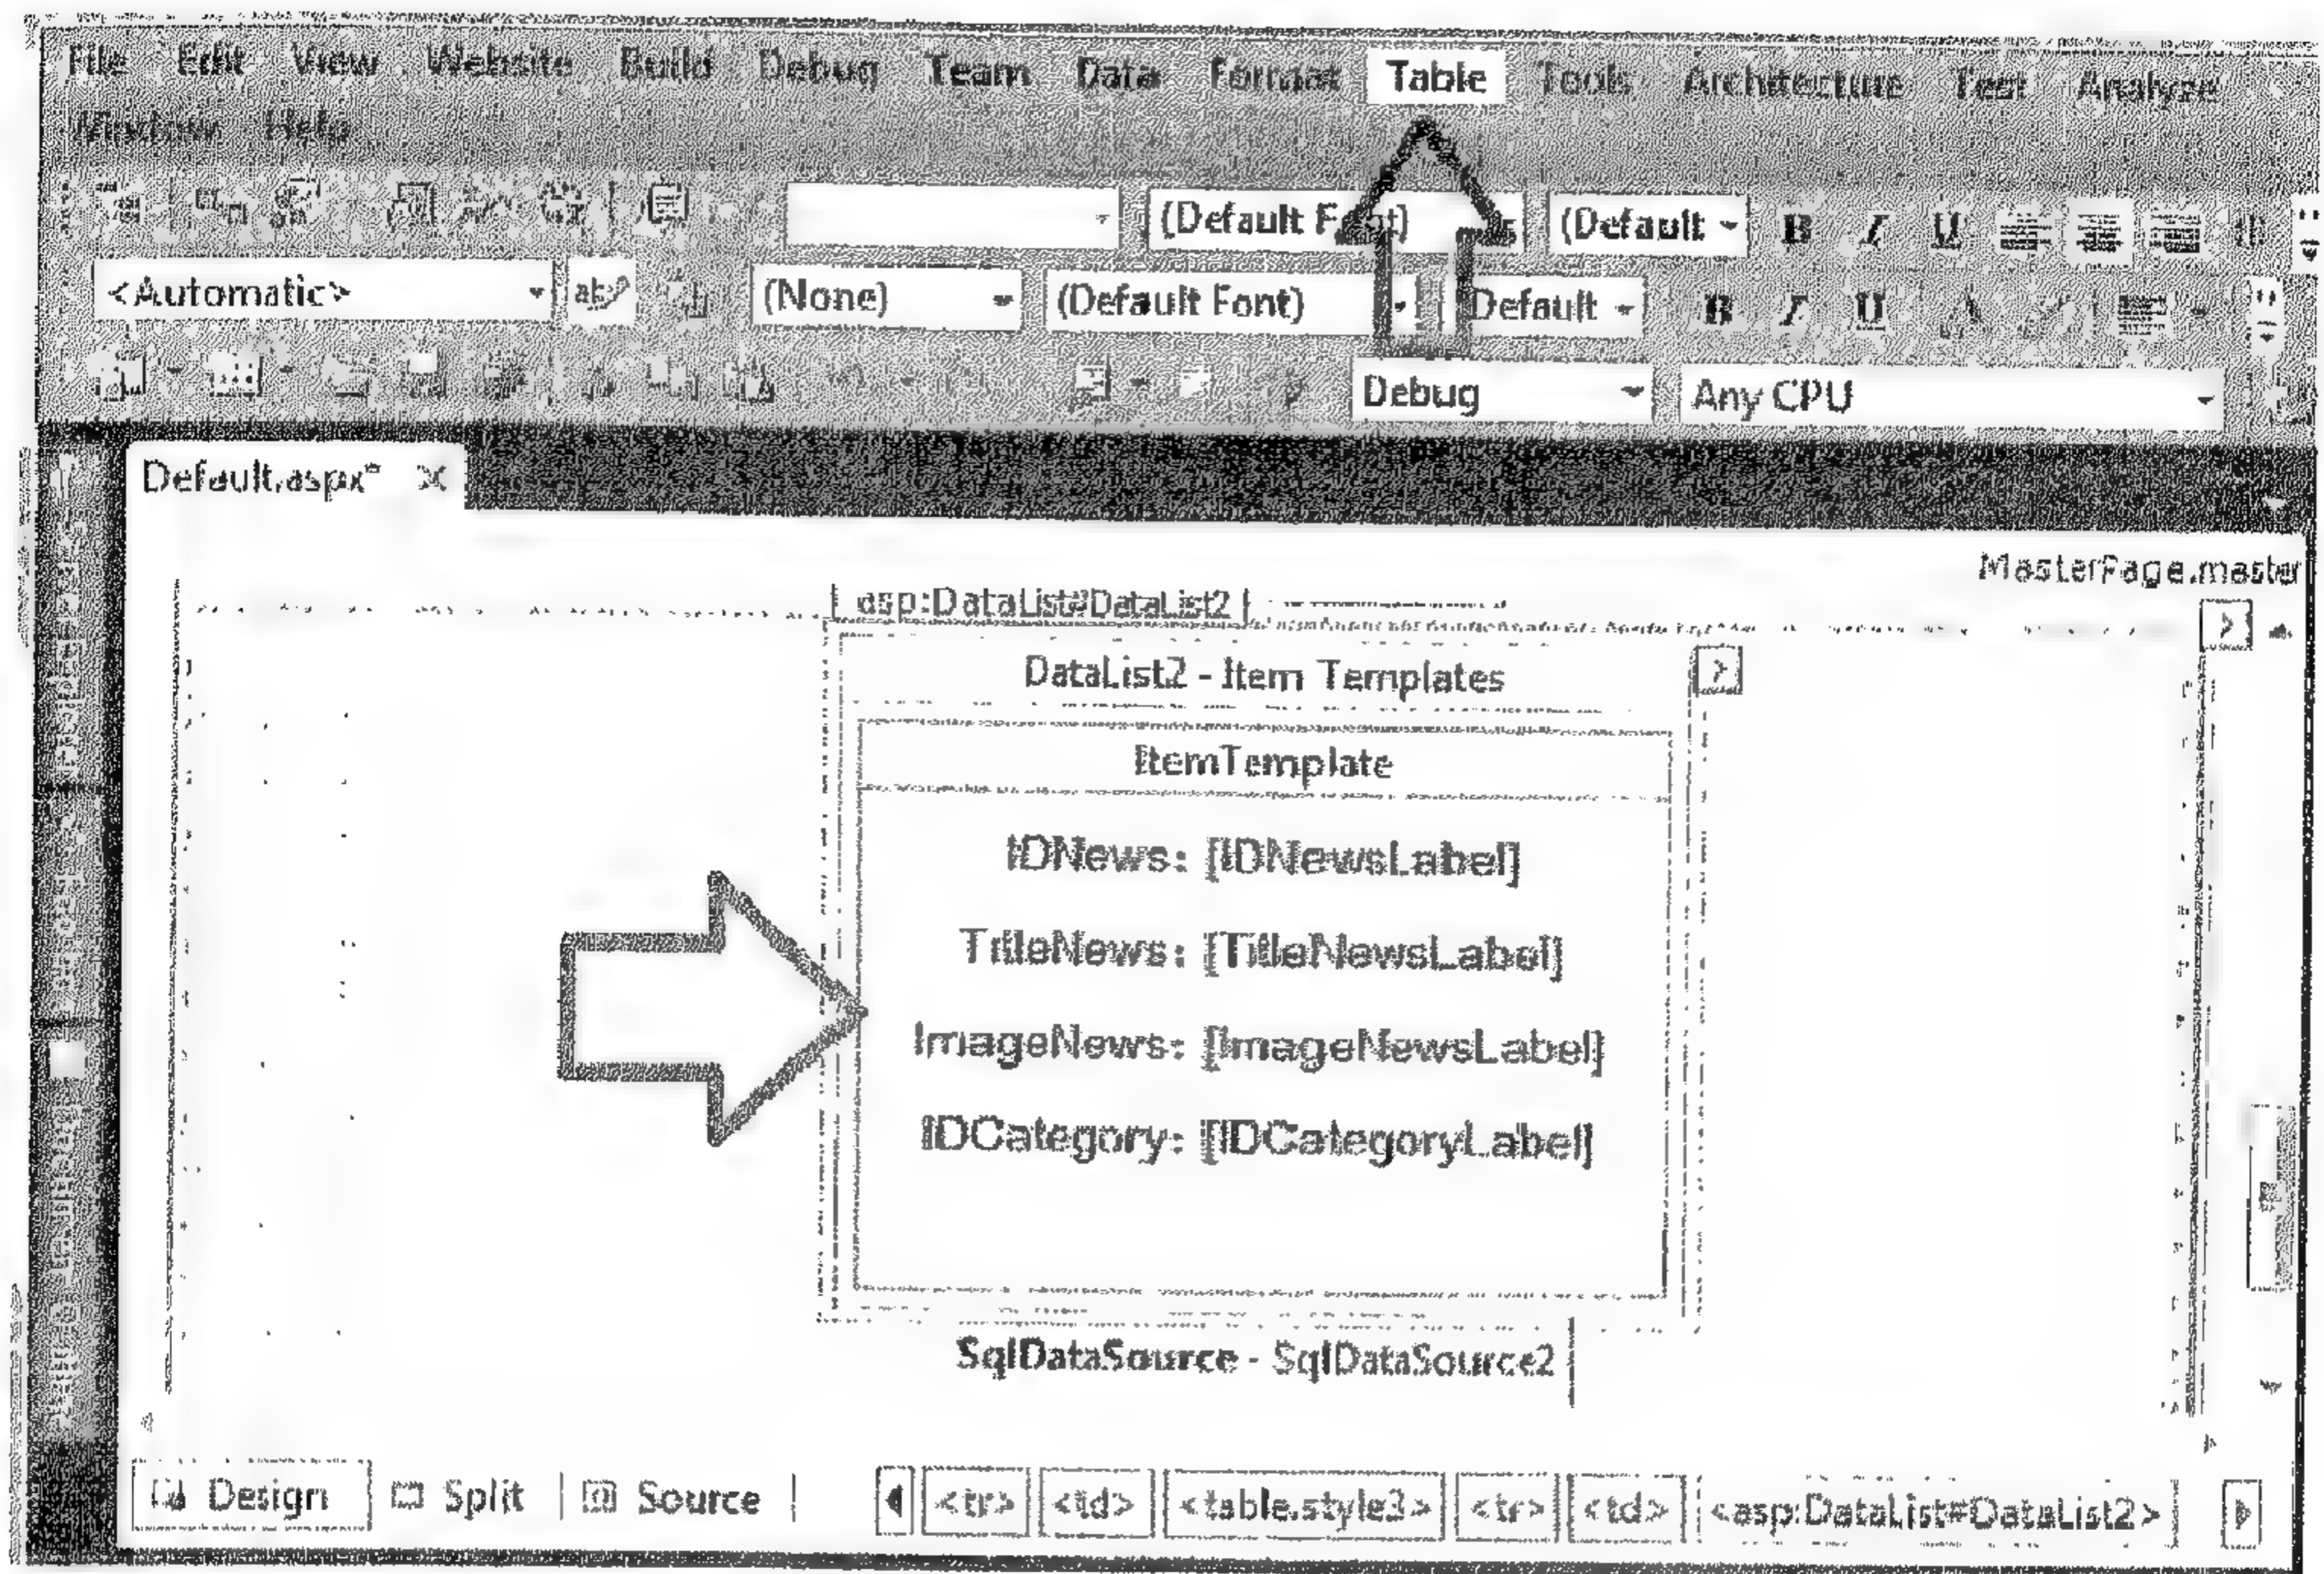 File Edit View Website Build Debug Team Data Format Table Tools Architecture Test Analyze
Window Help
(Default Font) (Default
<Automatic> (None) (Default Font) Default
Debug Any CPU
Default.aspx* ×
MasterPage.master
asp:DataList#DataList2
DataList2 - Item Templates
ItemTemplate
IDNews: [IDNewsLabel]
TitleNews: [TitleNewsLabel]
ImageNews: [ImageNewsLabel]
IDCategory: [IDCategoryLabel]
SqlDataSource - SqlDataSource2
Design Split Source <tr> <td> <table.style3> <tr> <td> <asp:DataList#DataList2>